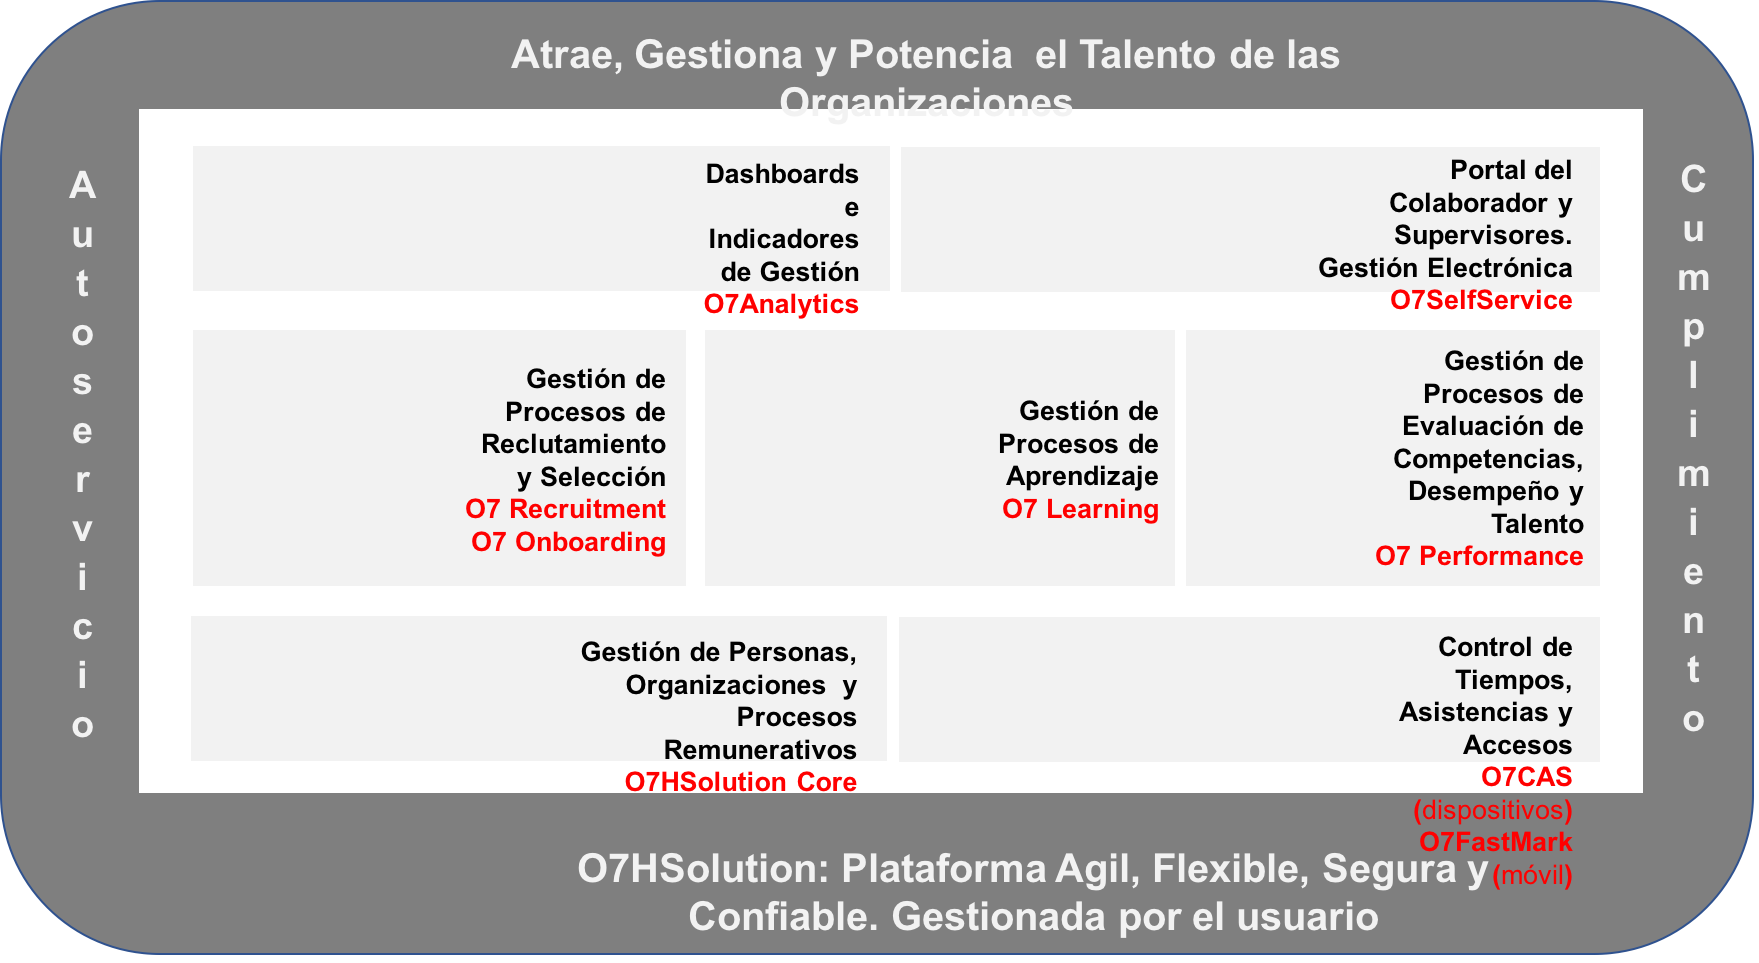 Atrae, Gestiona y Potencia  el Talento de las
Organizaciones
Autoservicio
Dashboards
e
Indicadores
de Gestión
O7Analytics
Portal del
Colaborador y
Supervisores.
Gestión Electrónica
O7SelfService
Gestión de
Procesos de
Reclutamiento
y Selección
O7 Recruitment
O7 Onboarding
Gestión de
Procesos de
Aprendizaje
O7 Learning
Gestión de
Procesos de
Evaluación de
Competencias,
Desempeño y
Talento
O7 Performance
Gestión de Personas,
Organizaciones  y
Procesos
Remunerativos
O7HSolution Core
Control de
Tiempos,
Asistencias y
Accesos
O7CAS
(dispositivos)
O7FastMark
(móvil)
Cumplimiento
O7HSolution: Plataforma Agil, Flexible, Segura y
Confiable. Gestionada por el usuario